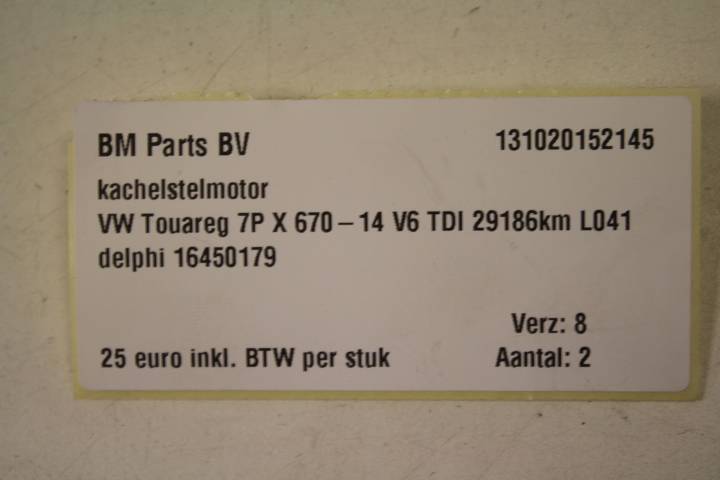 BM Parts BV 131020152145
kachelstelmotor
VW Touareg 7P X 670-14 V6 TDI 29186km L041
delphi 16450179
Verz: 8
25 euro inkl. BTW per stuk Aantal: 2